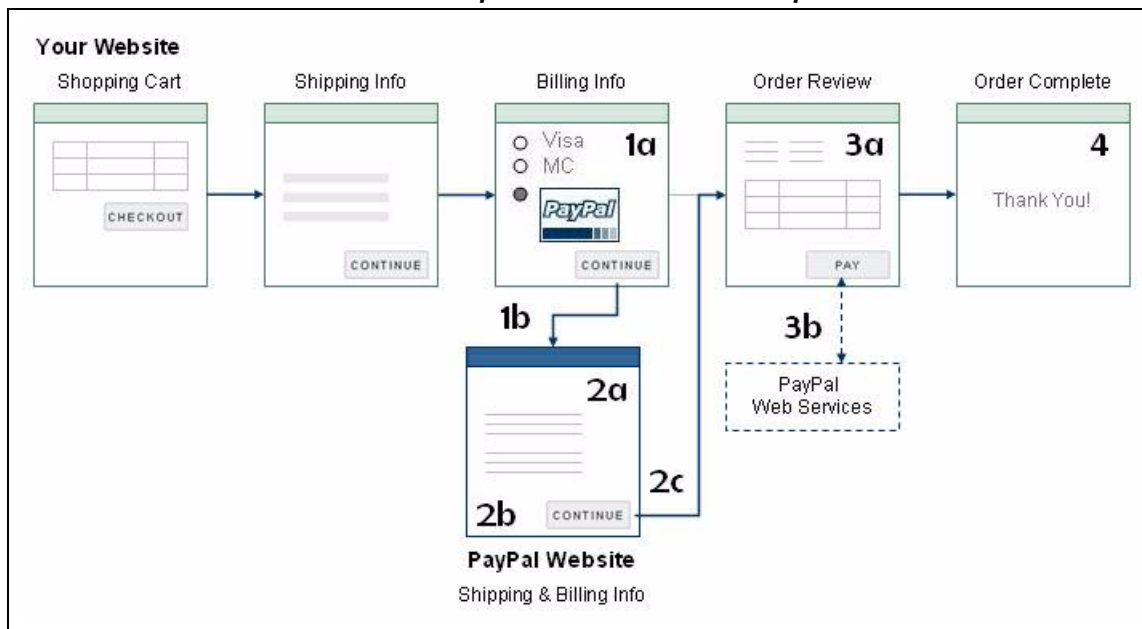 Your Website
Shopping Cart
Shipping Info
Billing Info
Order Review
Order Complete
CHECKOUT
CONTINUE
Visa
MC
PayPal
1a
CONTINUE
3a
PAY
4
Thank You!
1b
3b
PayPal
Web Services
2a
2b
CONTINUE
2c
PayPal Website
Shipping & Billing Info